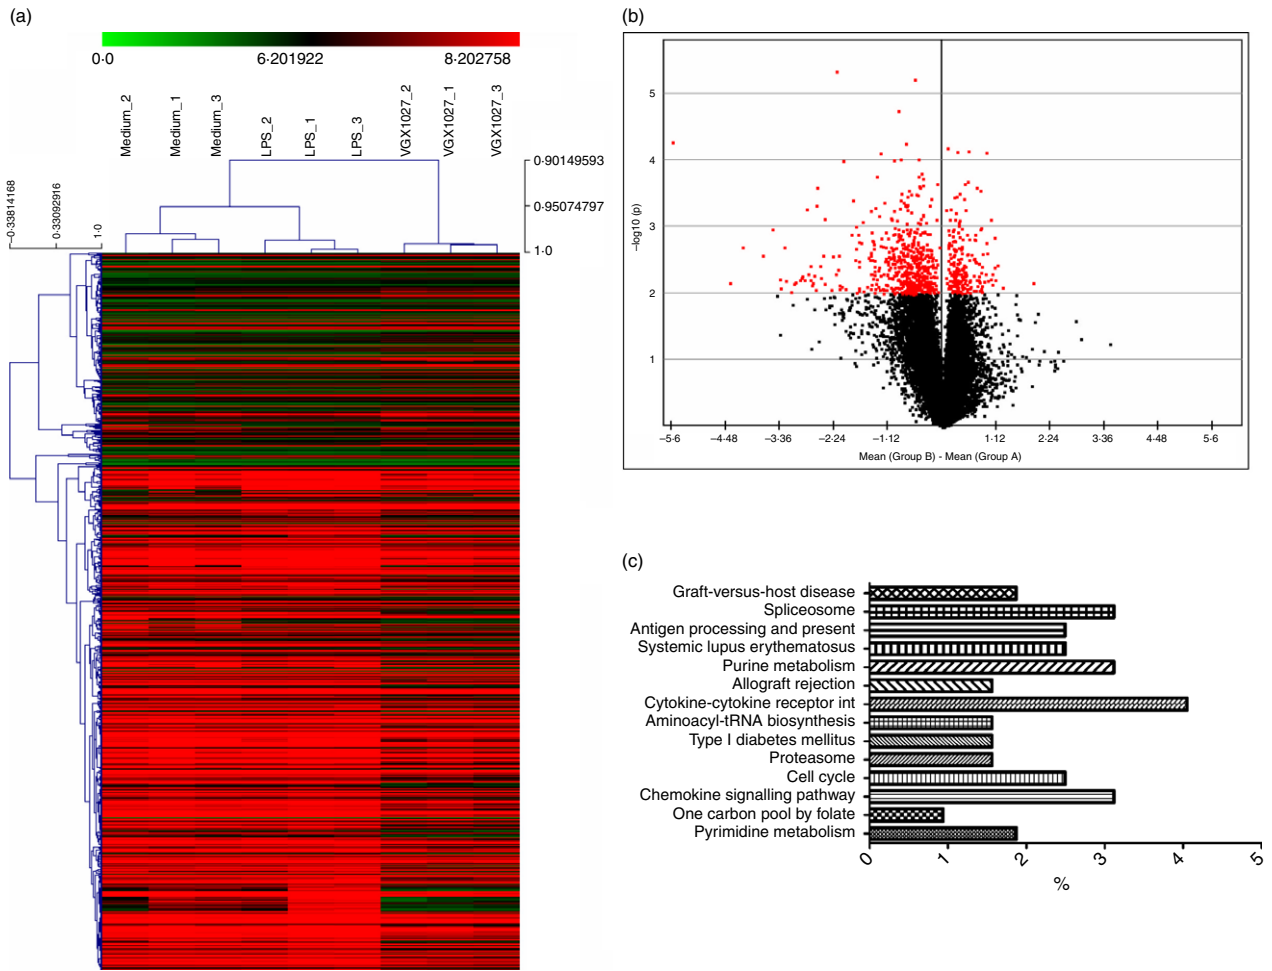 (a)
0·0
6·201922
8·202758
Medium_2
Medium_1
Medium_3
LPS_2
LPS_1
LPS_3
VGX1027_2
VGX1027_1
VGX1027_3
0·90149593
0·95074797
1·0
–0·33814168
0·33092916
1·0
(b)
–log10 (p)
5
4
3
2
1
–5·6
–4·48
–3·36
–2·24
–1·12
1·12
2·24
3·36
4·48
5·6
Mean (Group B) - Mean (Group A)
(c)
Graft-versus-host disease
Spliceosome
Antigen processing and present
Systemic lupus erythematosus
Purine metabolism
Allograft rejection
Cytokine-cytokine receptor int
Aminoacyl-tRNA biosynthesis
Type I diabetes mellitus
Proteasome
Cell cycle
Chemokine signalling pathway
One carbon pool by folate
Pyrimidine metabolism
0
1
2
3
4
5
%